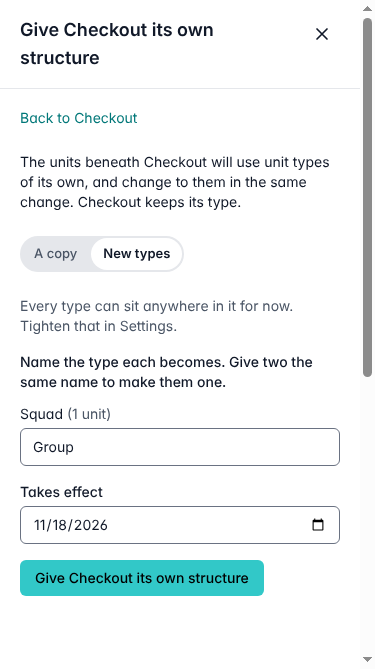 Give Checkout its own
structure
Back to Checkout
The units beneath Checkout will use unit types
of its own, and change to them in the same
change. Checkout keeps its type.
A copy
New types
Every type can sit anywhere in it for now.
Tighten that in Settings.
Name the type each becomes. Give two the
same name to make them one.
Squad (1 unit)
Group
Takes effect
11/18/2026
Give Checkout its own structure